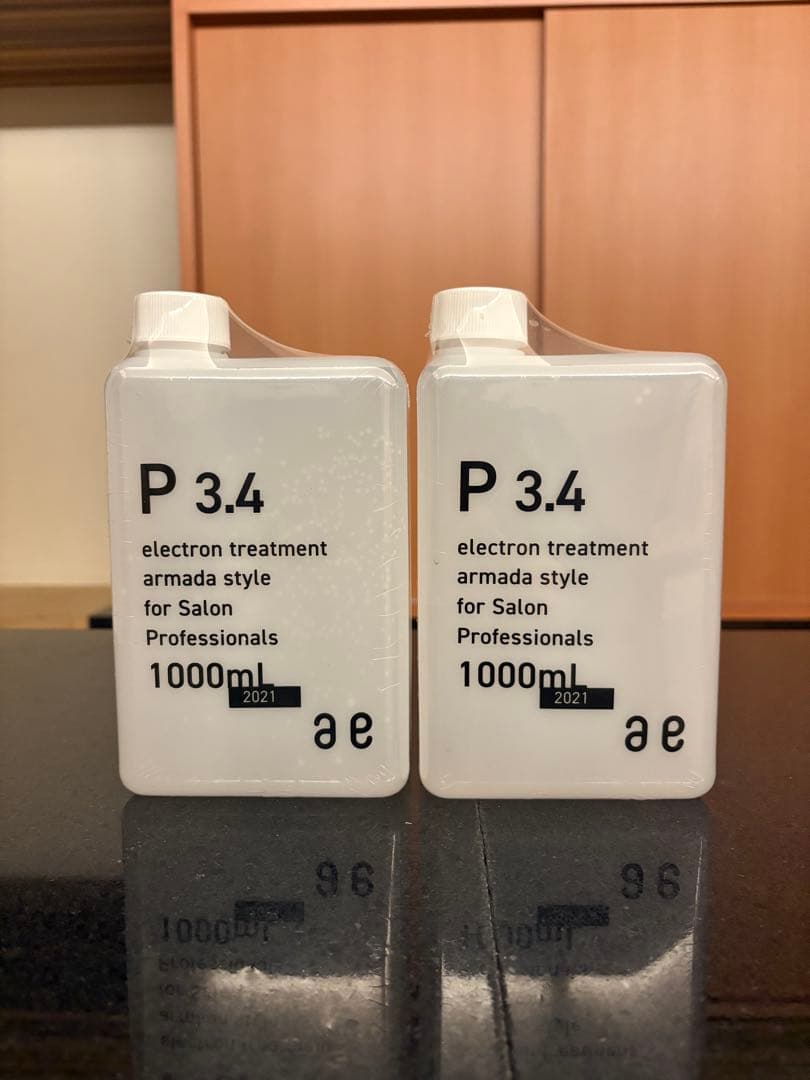 P 3.4
electron treatment
armada style
for Salon
Professionals
1000mL
2021
ae
P 3.4
electron treatment
armada style
for Salon
Professionals
1000mL
2021
ae